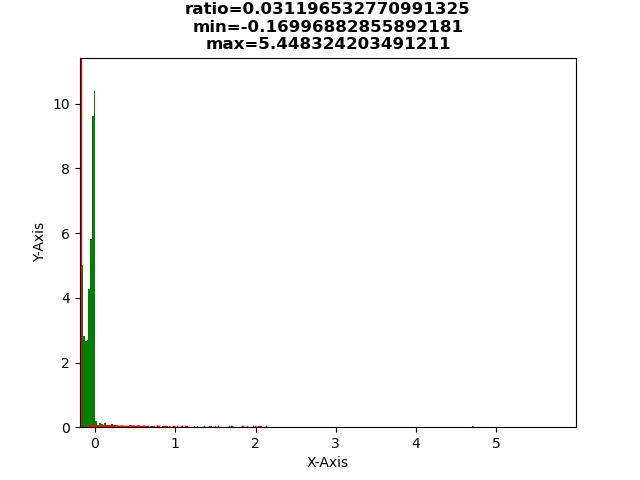 ratio=0.031196532770991325
min=-0.16996882855892181
max=5.448324203491211
10
8
6
4
2
0
Y-Axis
0 1 2 3 4 5
X-Axis